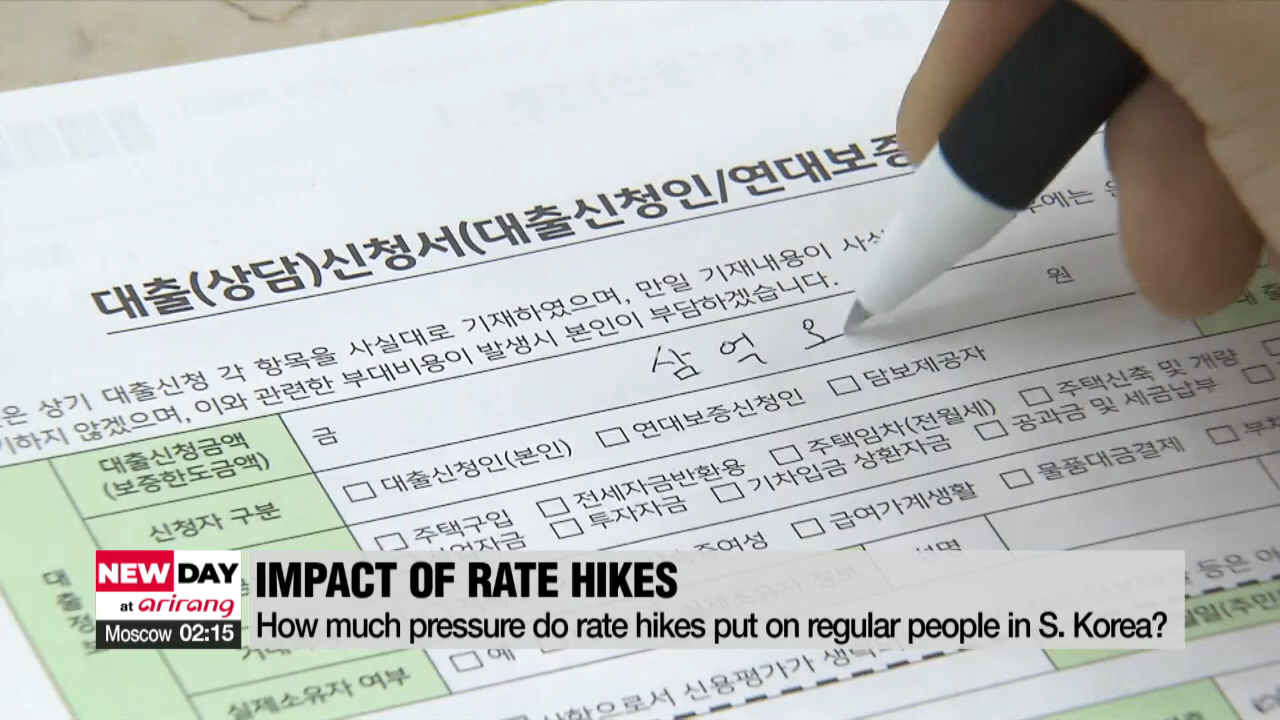 대출(상담)신청서(대출신청인/연대보증
은 상기 대출신청 각 항목을 사실대로 기재하였으며, 만일 기재내용이 사
하지 않겠으며, 이와 관련한 부대비용이 발생시 본인이 부담하겠습니다.
대출신청금액
(보증한도금액)
금 삼 억 오 원
신청자 구분
□ 대출신청인(본인) □ 연대보증신청인 □ 담보제공자
□ 주택구입 □ 전세자금반환용 □ 주택임차(전월세) □ 주택신축 및 개량
□ 투자자금 □ 기차입금 상환자금 □ 공과금 및 세금납부
□ 급여가계생활 □ 물품대금결제
성명
실제소유자 여부
NEW DAY
at arirang
Moscow 02:15
IMPACT OF RATE HIKES
How much pressure do rate hikes put on regular people in S. Korea?